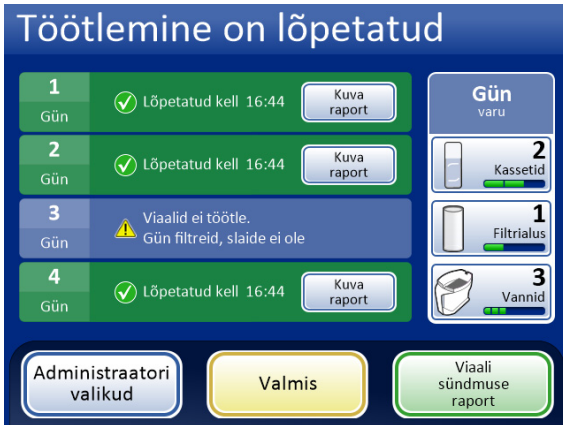 Töötlemine on lõpetatud
1
Gün
Lõpetatud kell 16:44
Kuva
raport
2
Gün
Lõpetatud kell 16:44
Kuva
raport
3
Gün
Viaalid ei töötle.
Gün filtreid, slaide ei ole
4
Gün
Lõpetatud kell 16:44
Kuva
raport
Gün
varu
2
Kassetid
1
Filtrialus
3
Vannid
Administraatori
valikud
Valmis
Viaali
sündmuse
raport